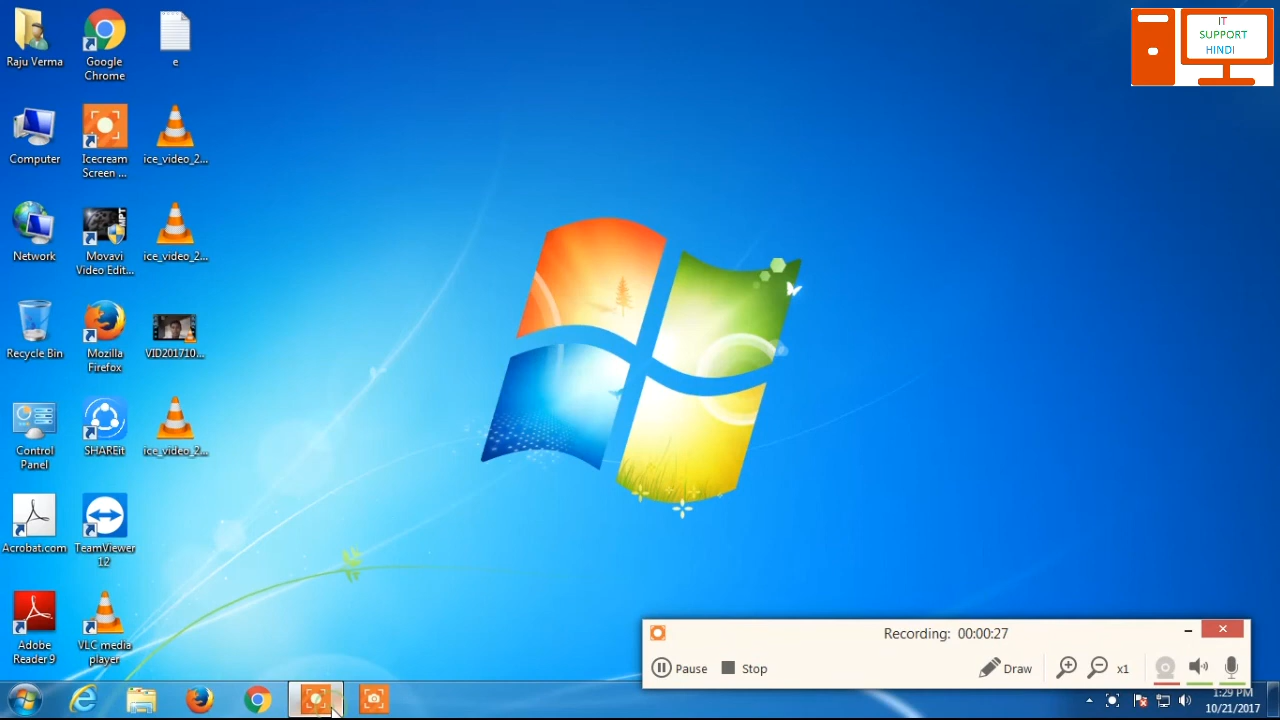 Raju Verma
Google
Chrome
e
IT
SUPPORT
HINDI
Computer
Icecream
Screen ...
ice_video_2...
Network
Movavi
Video Edit...
ice_video_2...
Recycle Bin
Mozilla
Firefox
VID201710...
Control
Panel
SHAREit
ice_video_2...
Acrobat.com
TeamViewer
12
Adobe
Reader 9
VLC media
player
Recording: 00:00:27
Pause
Stop
Draw
x1
1:29 PM
10/21/2017